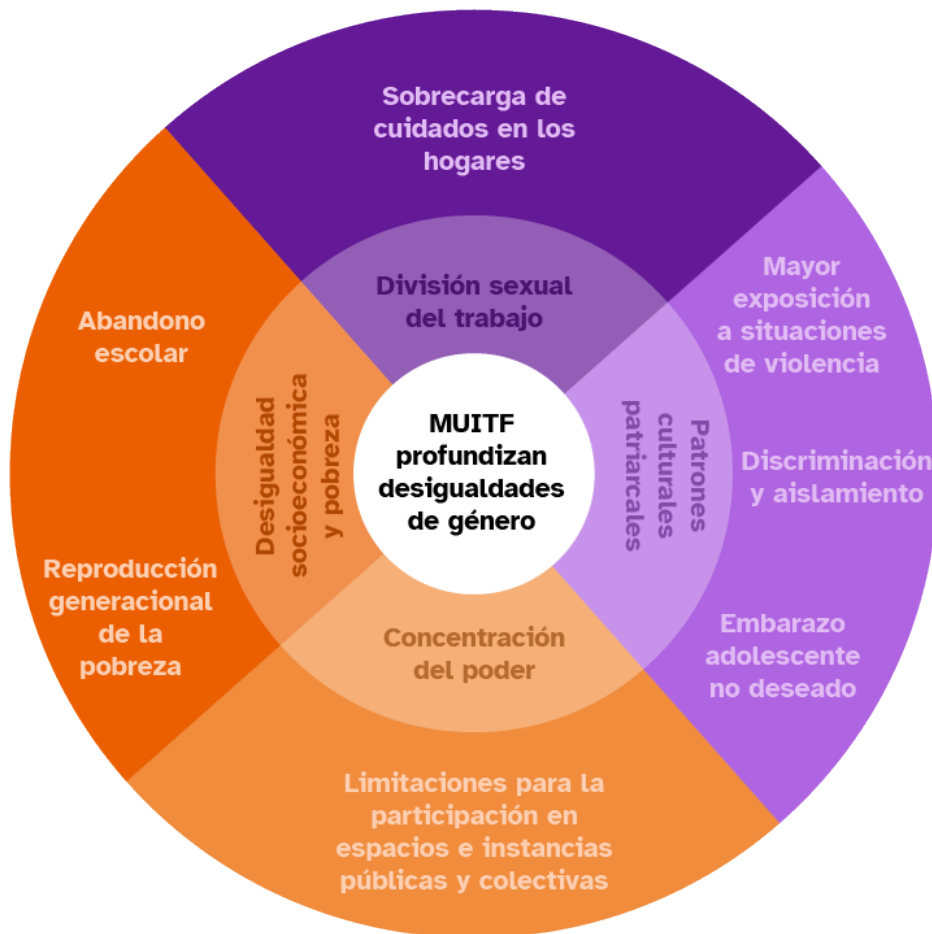 Sobrecarga de
cuidados en los
hogares
División sexual
del trabajo
Mayor
exposición
a situaciones
de violencia
Abandono
escolar
Desigualdad
socioeconómica
y pobreza
MUITF
profundizan
desigualdades
de género
Patrones
culturales
patriarcales
Discriminación
y aislamiento
Reproducción
generacional
de la
pobreza
Concentración
del poder
Embarazo
adolescente
no deseado
Limitaciones para la
participación en
espacios e instancias
públicas y colectivas